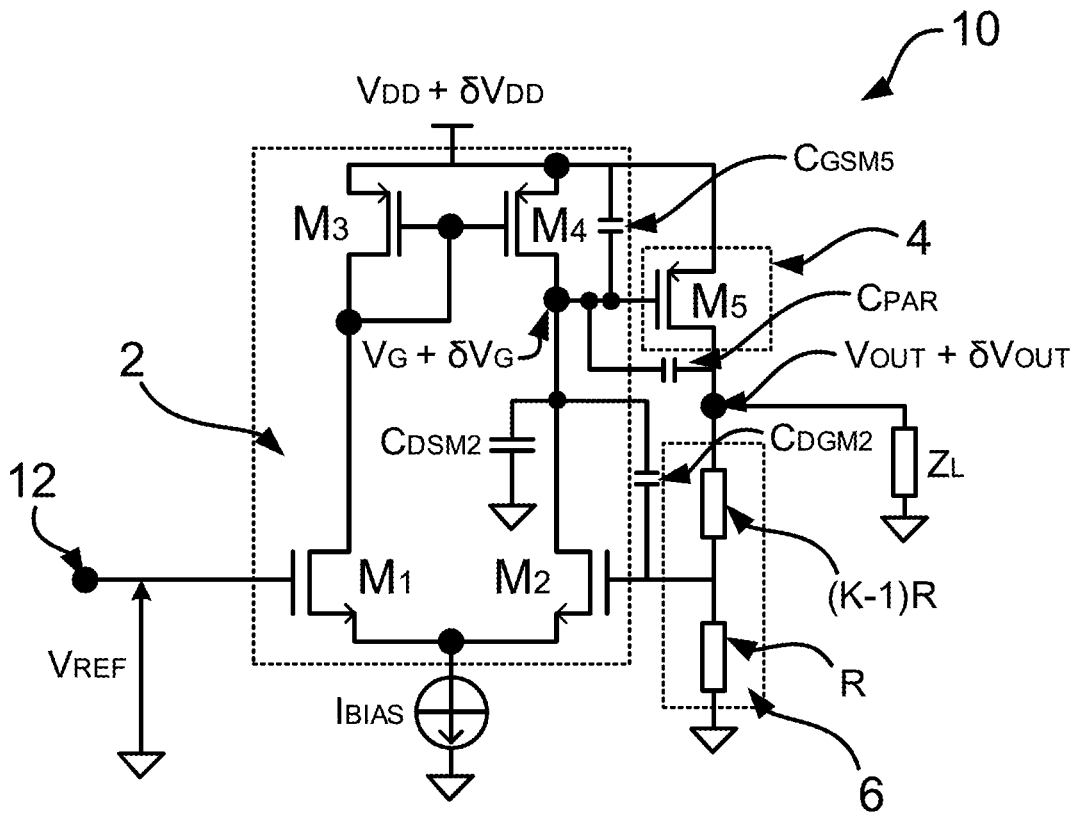 10
VDD + δVDD
CGSM5
M3
M4
4
M5
CPAR
VG + δVG
VOUT + δVOUT
2
CDSM2
CDGM2
ZL
12
M1
M2
(K-1)R
VREF
R
IBIAS
6